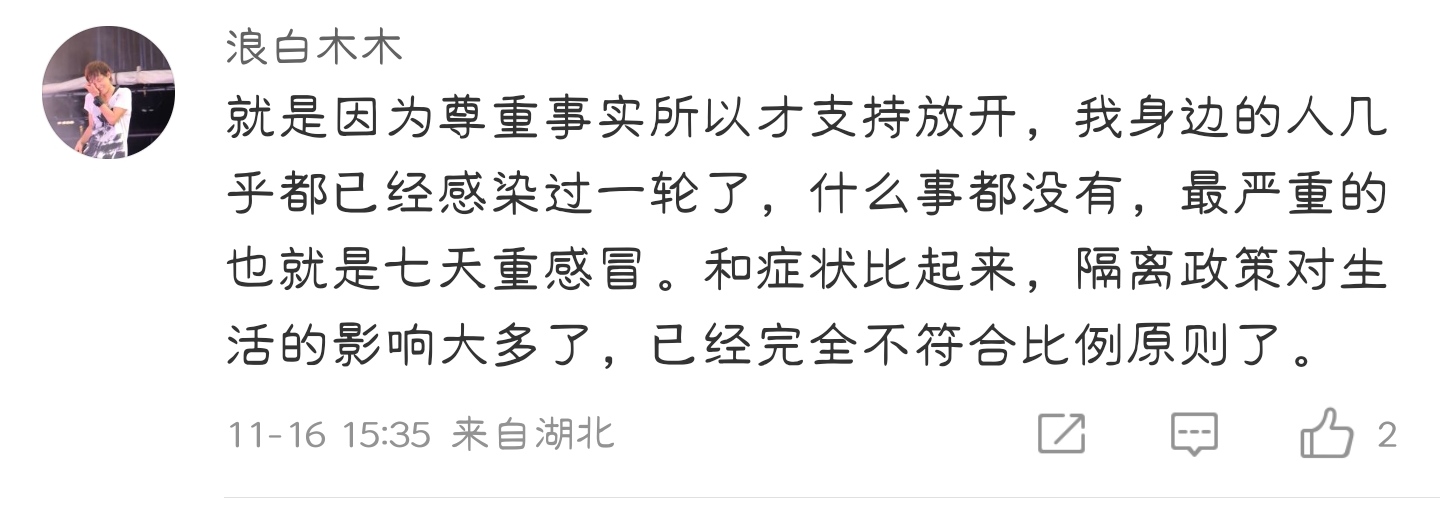 浪白木木
就是因为尊重事实所以才支持放开，我身边的人几
乎都已经感染过一轮了，什么事都没有，最严重的
也就是七天重感冒。和症状比起来，隔离政策对生
活的影响大多了，已经完全不符合比例原则了。
11-16 15:35 来自湖北 2